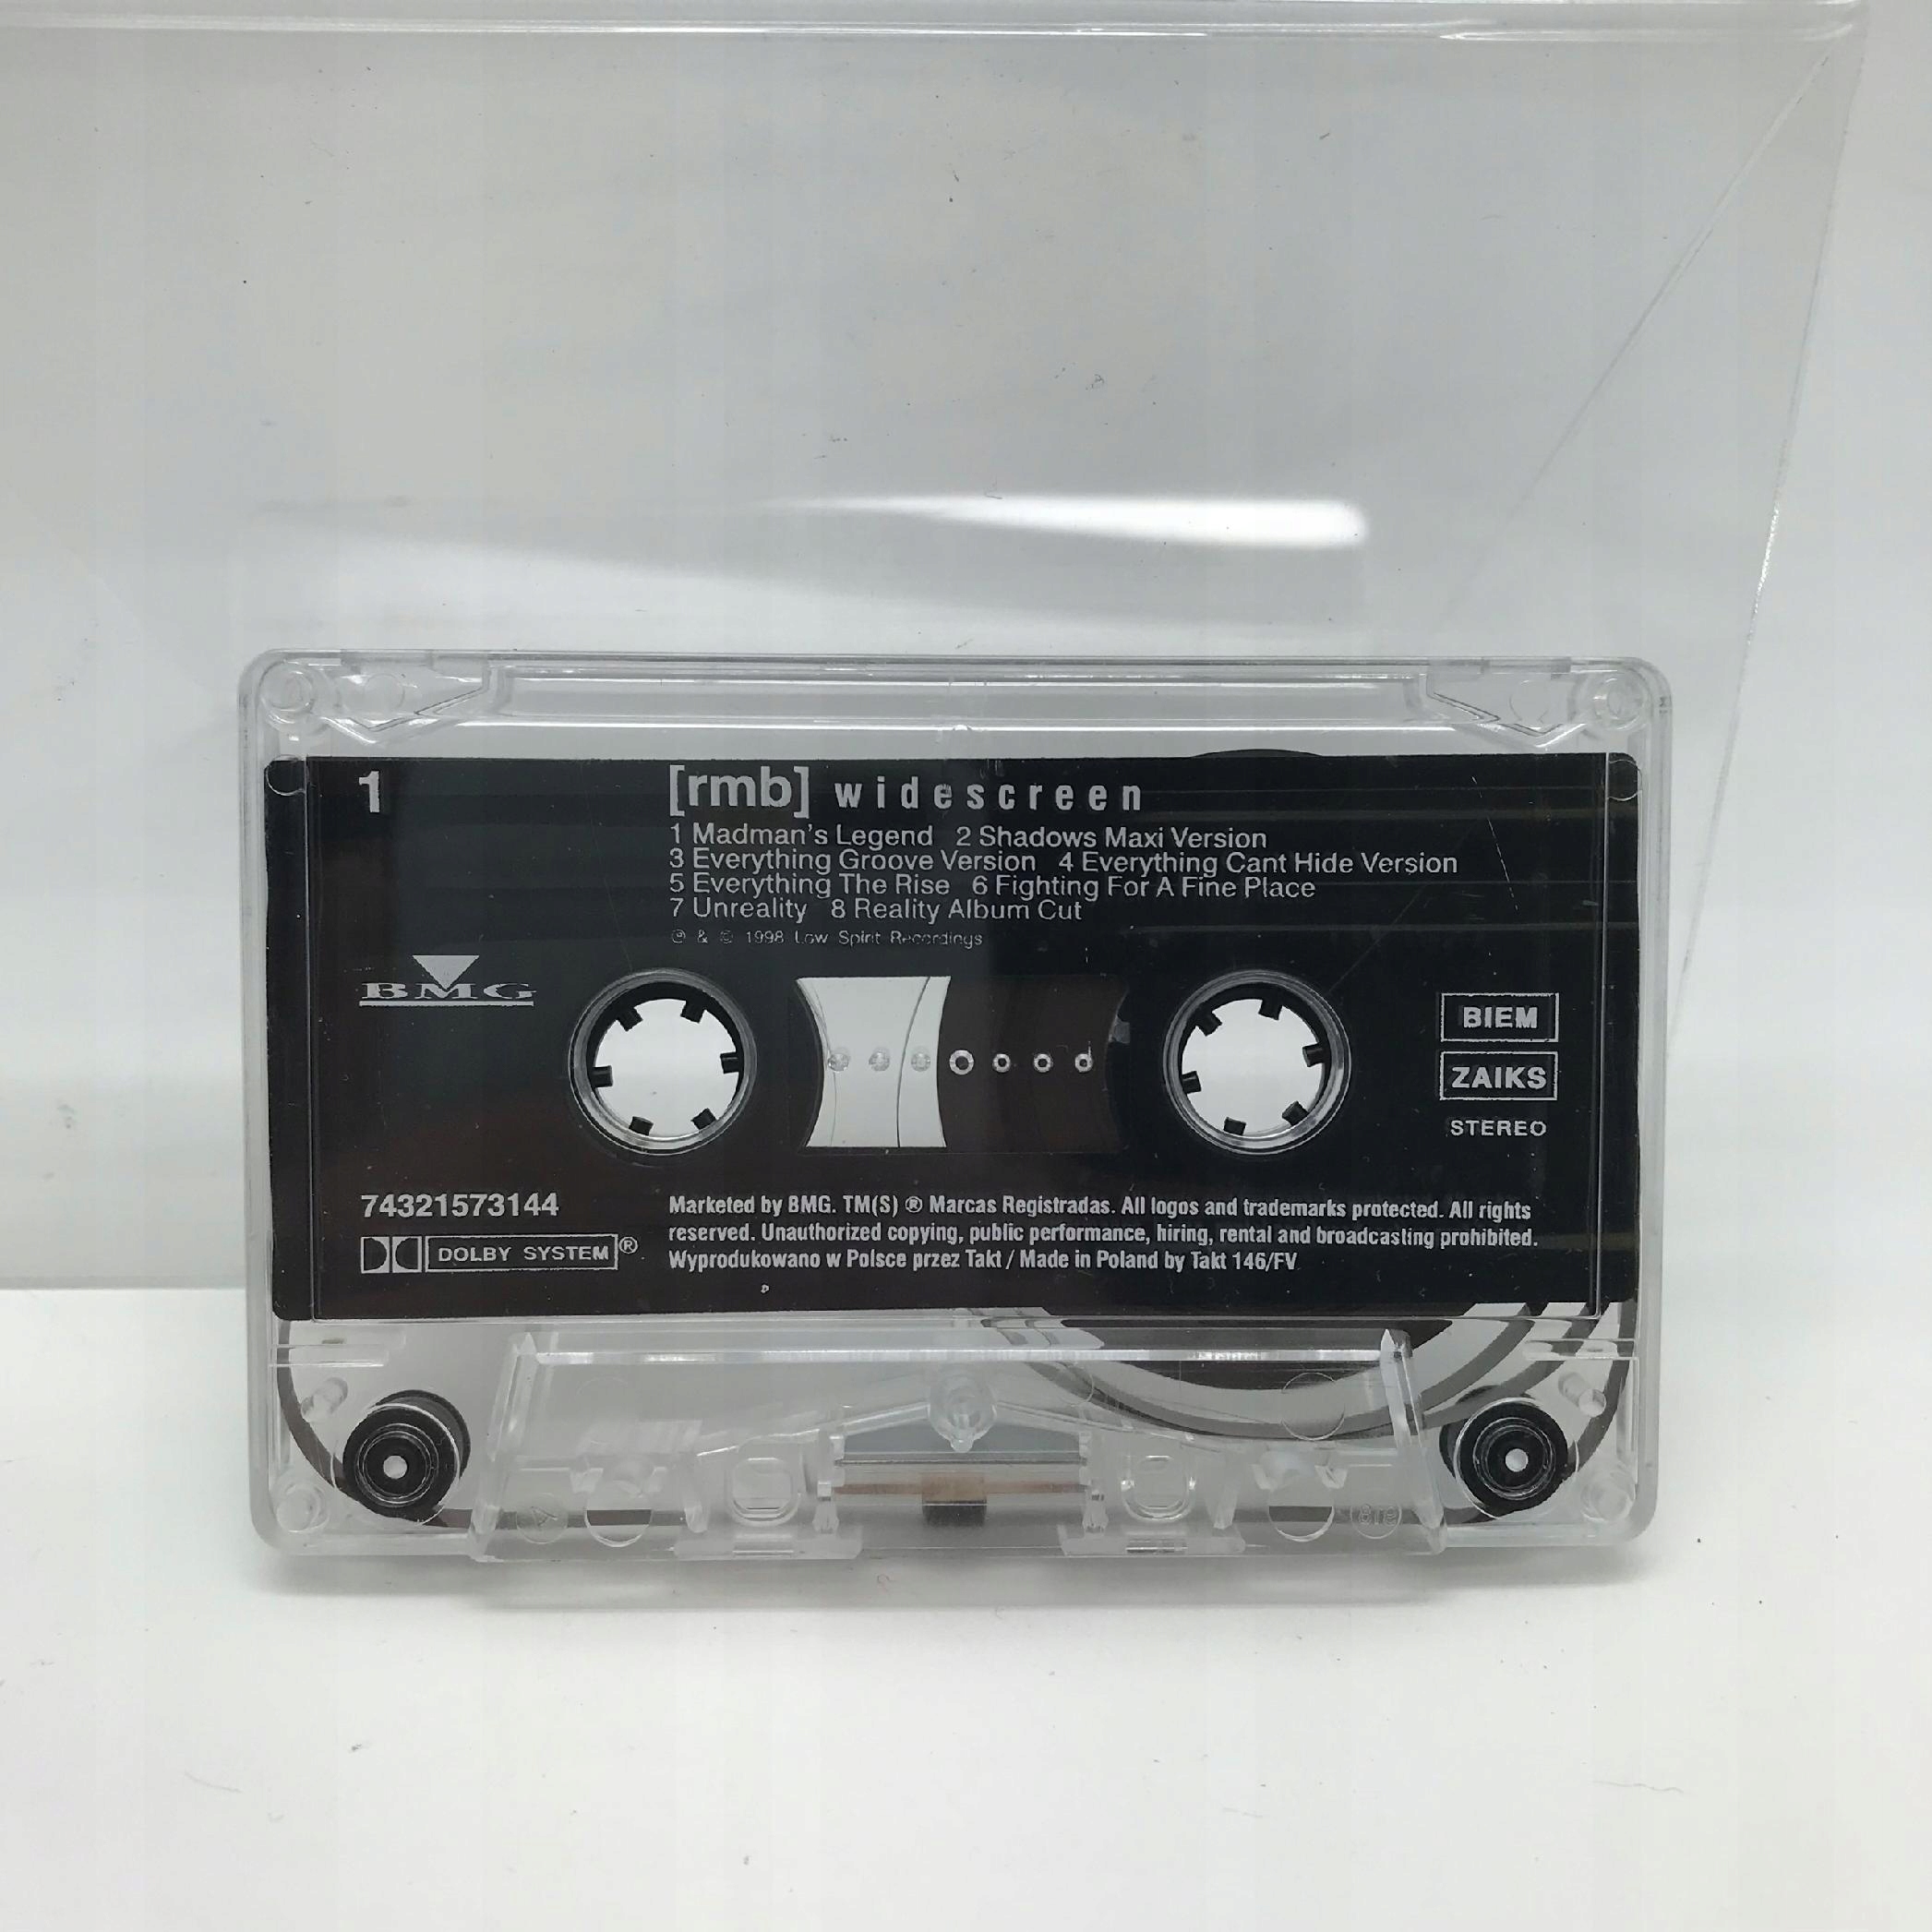 1
[rmb] widescreen
1 Madman's Legend 2 Shadows Maxi Version
3 Everything Groove Version 4 Everything Cant Hide Version
5 Everything The Rise 6 Fighting For A Fine Place
7 Unreality 8 Reality Album Cut
℗ & © 1998 Low Spirit Recordings
BMG
BIEM
ZAIKS
STEREO
74321573144
DOLBY SYSTEM®
Marketed by BMG. TM(S) ® Marcas Registradas. All logos and trademarks protected. All rights
reserved. Unauthorized copying, public performance, hiring, rental and broadcasting prohibited.
Wyprodukowano w Polsce przez Takt / Made in Poland by Takt 146/FV